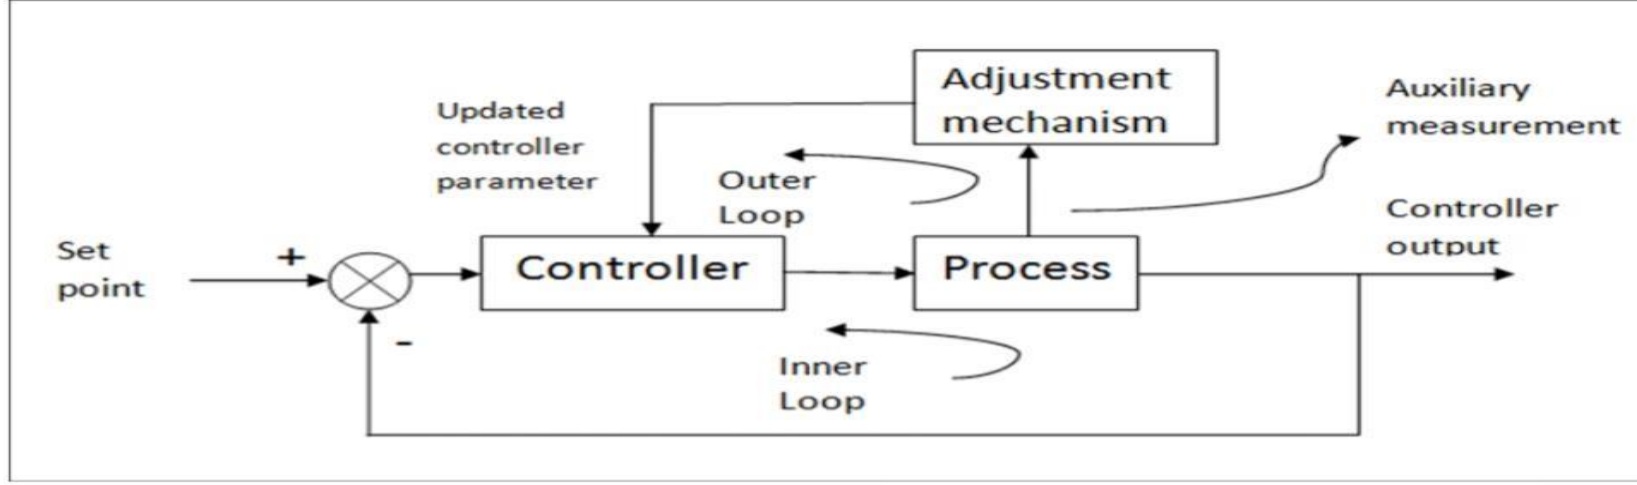 Adjustment
mechanism
Auxiliary
measurement
Updated
controller
parameter
Outer
Loop
Controller
output
Set
point
+
Controller
Process
-
Inner
Loop